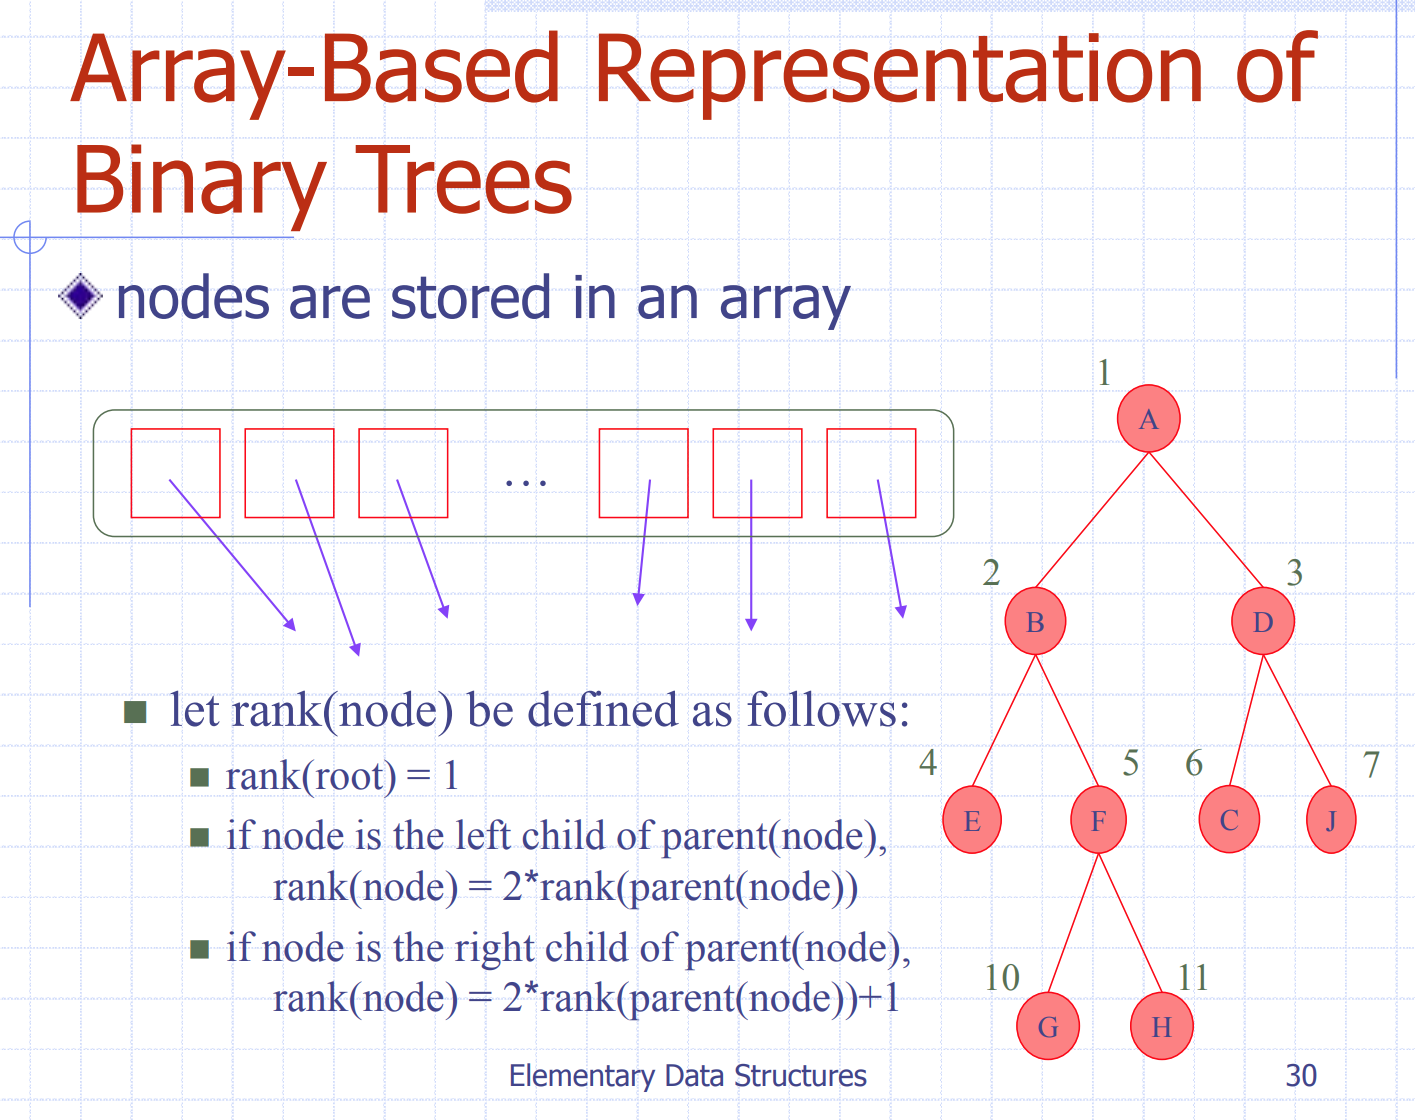 Array-Based Representation of
Binary Trees
nodes are stored in an array
...
let rank(node) be defined as follows:
rank(root) = 1
if node is the left child of parent(node),
rank(node) = 2*rank(parent(node))
if node is the right child of parent(node),
rank(node) = 2*rank(parent(node))+1
1
A
2 3
B D
4 5 6 7
E F C J
10 11
G H
Elementary Data Structures 30